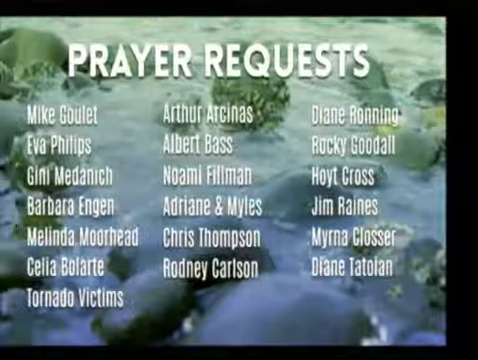 PRAYER REQUESTS
Mike Goulet
Eva Philips
Gini Medanich
Barbara Engen
Melinda Moorhead
Celia Bolarte
Tornado Victims
Arthur Arcinas
Albert Bass
Noami Fillman
Adriane & Myles
Chris Thompson
Rodney Carlson
Diane Ronning
Rocky Goodall
Hoyt Cross
Jim Raines
Myrna Closser
Diane Tatoian